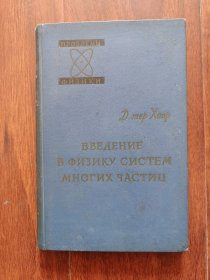 ПРОБЛЕМЫ
ФИЗИКИ
Д. тер Хаар
ВВЕДЕНИЕ
В ФИЗИКУ СИСТЕМ
МНОГИХ ЧАСТИЦ